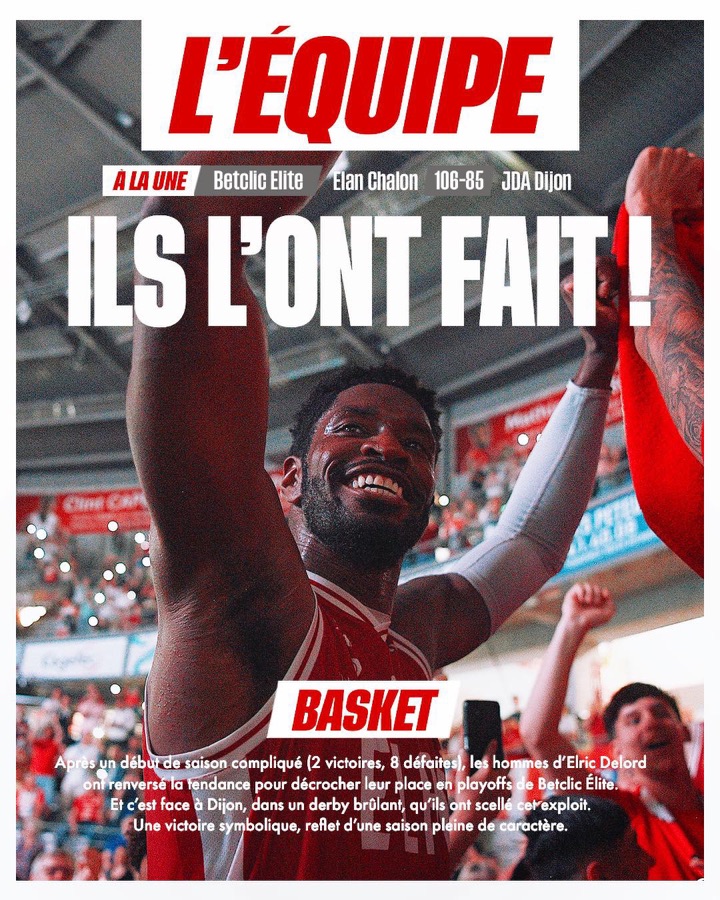 L'ÉQUIPE
À LA UNE Betclic Elite Elan Chalon 106-85 JDA Dijon
ILS L'ONT FAIT !
Clint CAP
BASKET
Après un début de saison compliqué (2 victoires, 8 défaites), les hommes d'Elric Delord
ont renversé la tendance pour décrocher leur place en playoffs de Betclic Élite.
Et c'est face à Dijon, dans un derby brûlant, qu'ils ont scellé cet exploit.
Une victoire symbolique, reflet d'une saison pleine de caractère.